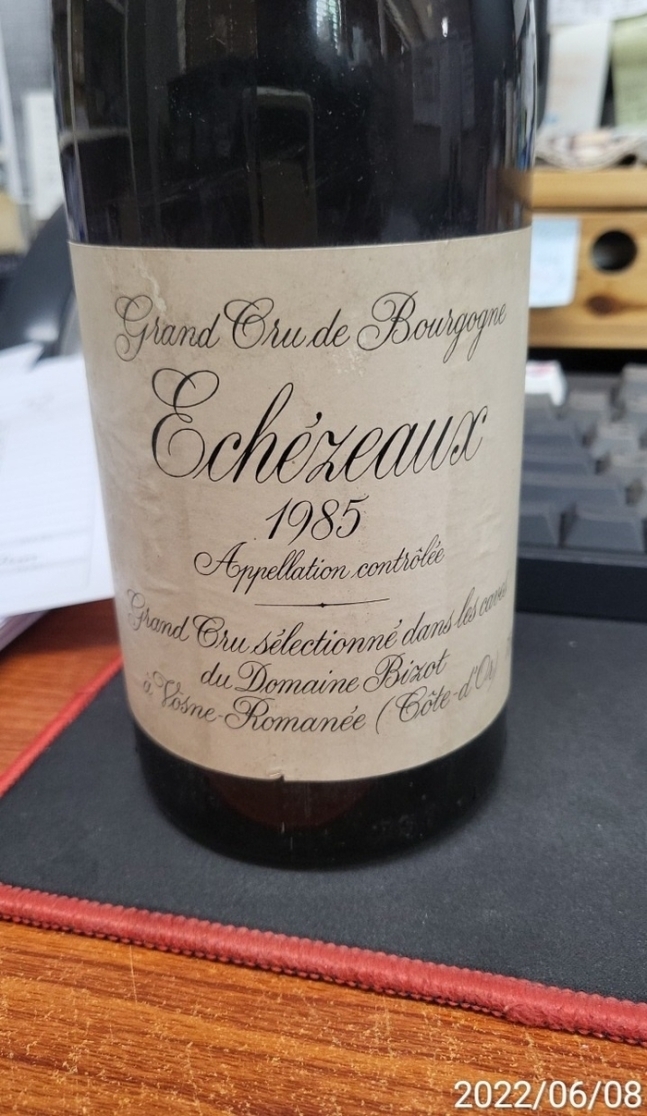 Grand Cru de Bourgogne
Echézeaux
1985
Appellation contrôlée
Grand Cru sélectionné dans les caves
du Domaine Bizot
à Vosne-Romanée (Côte-d'Or)
2022/06/08